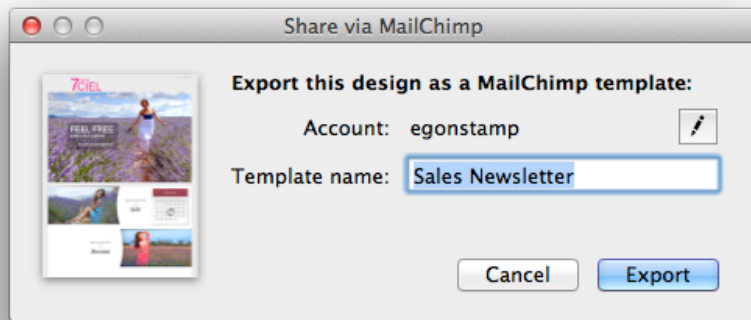 Share via MailChimp
7CIEL
FEEL FREE
Export this design as a MailChimp template:
Account: egonstamp
Template name: Sales Newsletter
Cancel Export